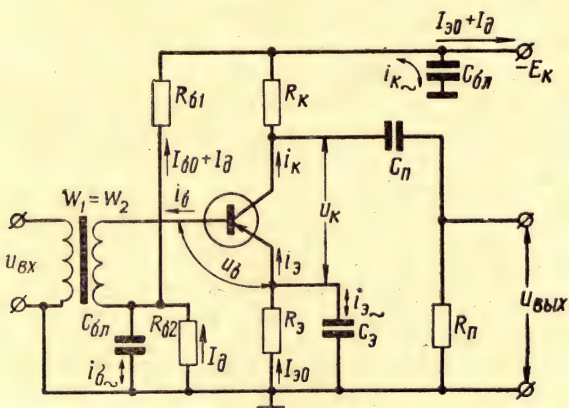 I_э0+I_д
R_б1
R_к
i_к~
C_бл
-E_к
I_б0+I_д
i_к
C_п
W_1=W_2
i_б
u_к
u_вх
u_б
i_э
i_э~
u_вых
C_бл
R_б2
R_э
C_э
R_п
i_б~
I_д
I_э0